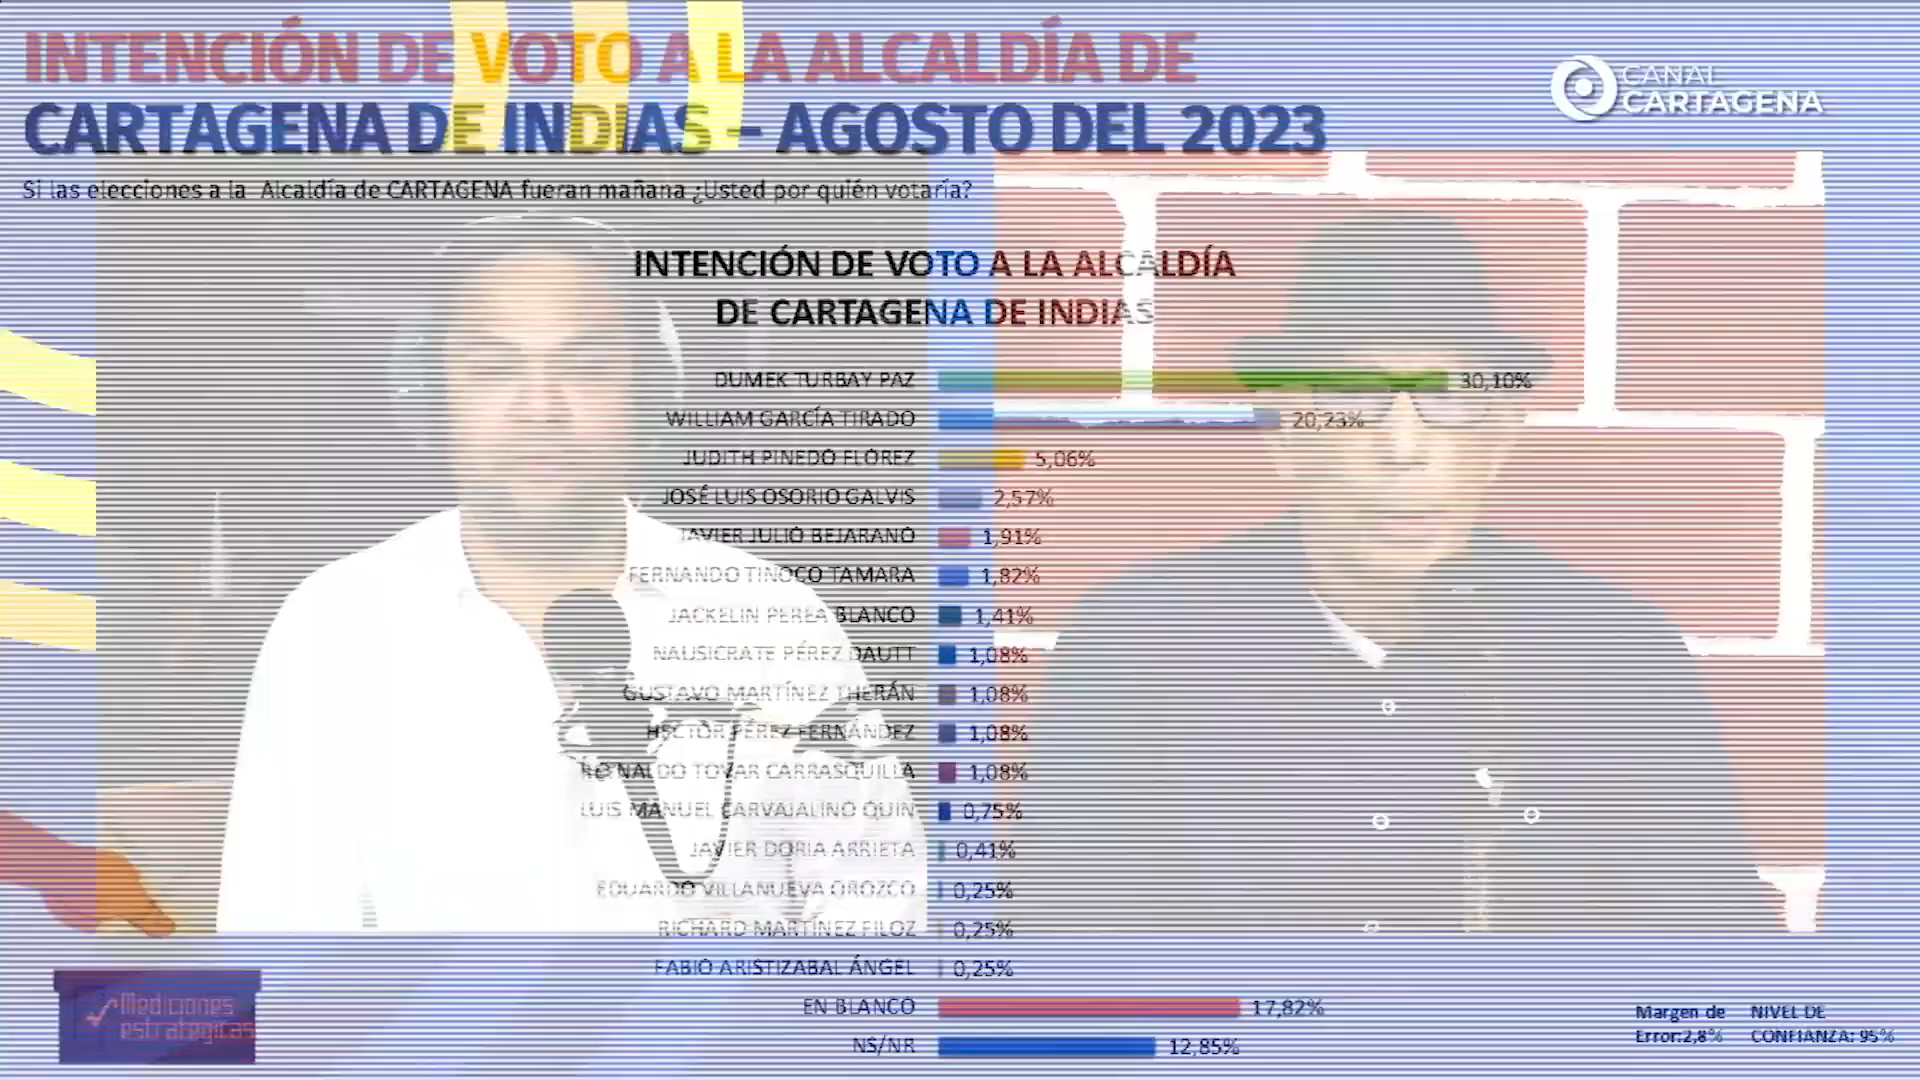 INTENCIÓN DE VOTO A LA ALCALDÍA DE
CARTAGENA DE INDIAS – AGOSTO DEL 2023
CANAL
CARTAGENA
Si las elecciones a la Alcaldía de CARTAGENA fueran mañana ¿Usted por quién votaría?
INTENCIÓN DE VOTO A LA ALCALDÍA
DE CARTAGENA DE INDIAS
DUMEK TURBAY PAZ 30,10%
WILLIAM GARCÍA TIRADO 20,23%
JUDITH PINEDO FLOREZ 5,06%
JOSÉ LUIS OSORIO GALVIS 2,57%
JAVIER JULIO BEJARANO 1,91%
FERNANDO TINOCO TAMARA 1,82%
JACKELIN PEREA BLANCO 1,41%
NAUSICRATE PÉREZ DAUTT 1,08%
GUSTAVO MARTÍNEZ THERÁN 1,08%
HÉCTOR PÉREZ FERNÁNDEZ 1,08%
RONALDO TOVAR CARRASQUILLA 1,08%
LUIS MANUEL CARVAJALINO QUIN 0,75%
JAVIER DORIA ARRIETA 0,41%
EDUARDO VILLANUEVA OROZCO 0,25%
RICHARD MARTÍNEZ FILOZ 0,25%
FABIO ARISTIZABAL ÁNGEL 0,25%
EN BLANCO 17,82%
NS/NR 12,85%
Mediciones
estratégicas
Margen de
Error:2,8%
NIVEL DE
CONFIANZA: 95%